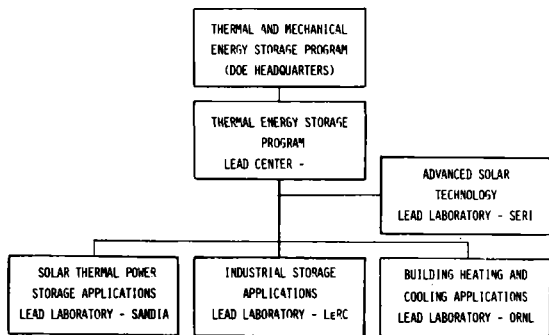 THERMAL AND MECHANICAL
ENERGY STORAGE PROGRAM
(DOE HEADQUARTERS)
THERMAL ENERGY STORAGE
PROGRAM
LEAD CENTER -
ADVANCED SOLAR
TECHNOLOGY
LEAD LABORATORY - SERI
SOLAR THERMAL POWER
STORAGE APPLICATIONS
LEAD LABORATORY - SANDIA
INDUSTRIAL STORAGE
APPLICATIONS
LEAD LABORATORY - LeRC
BUILDING HEATING AND
COOLING APPLICATIONS
LEAD LABORATORY - ORNL